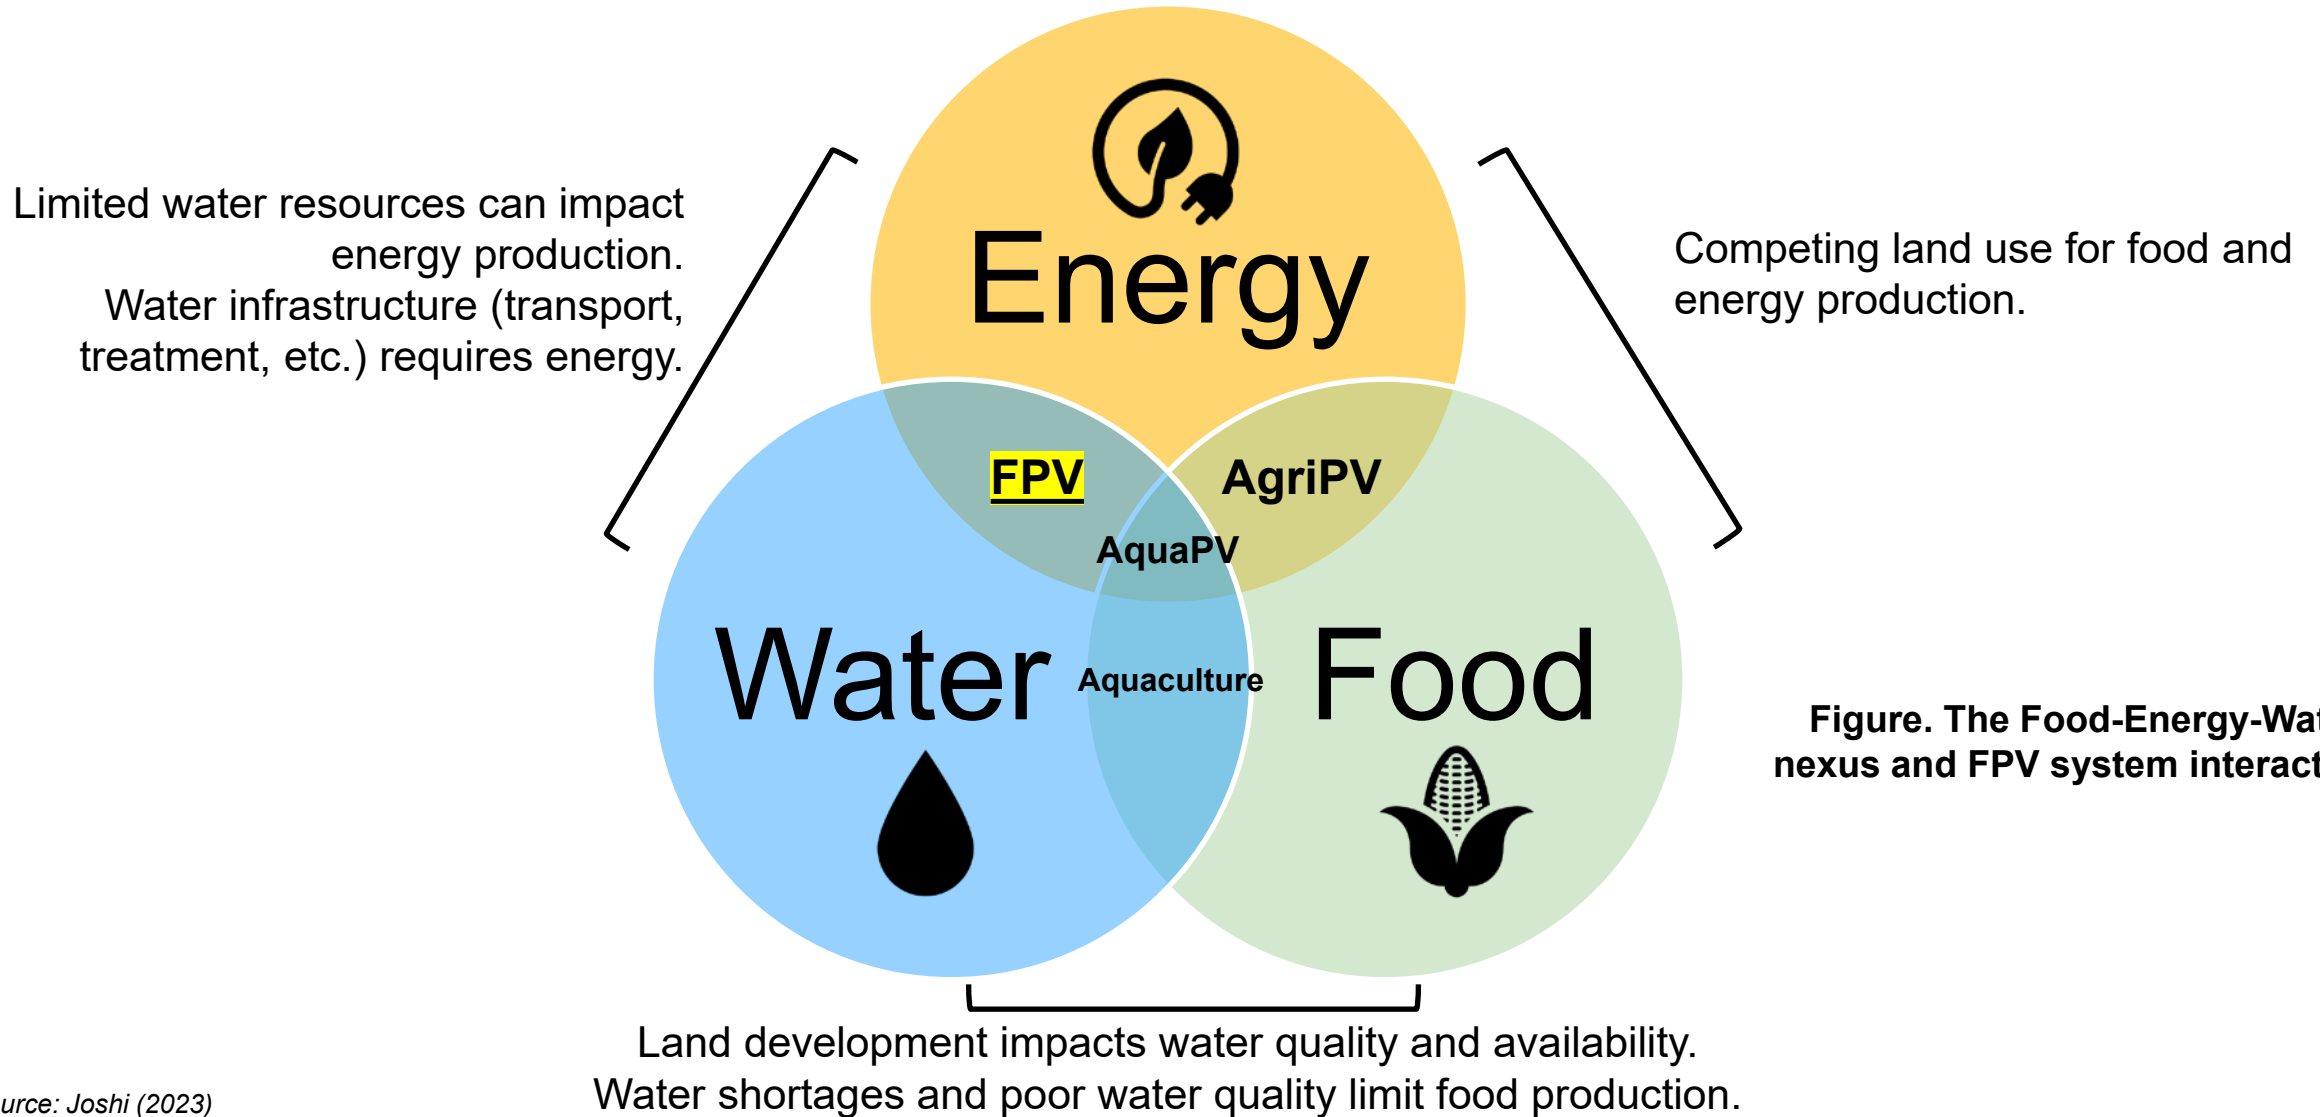 Limited water resources can impact
energy production.
Water infrastructure (transport,
treatment, etc.) requires energy.
Energy
Competing land use for food and
energy production.
FPV
AgriPV
AquaPV
Water
Aquaculture
Food
Figure. The Food-Energy-Wat
nexus and FPV system interact
Land development impacts water quality and availability.
Water shortages and poor water quality limit food production.
urce: Joshi (2023)